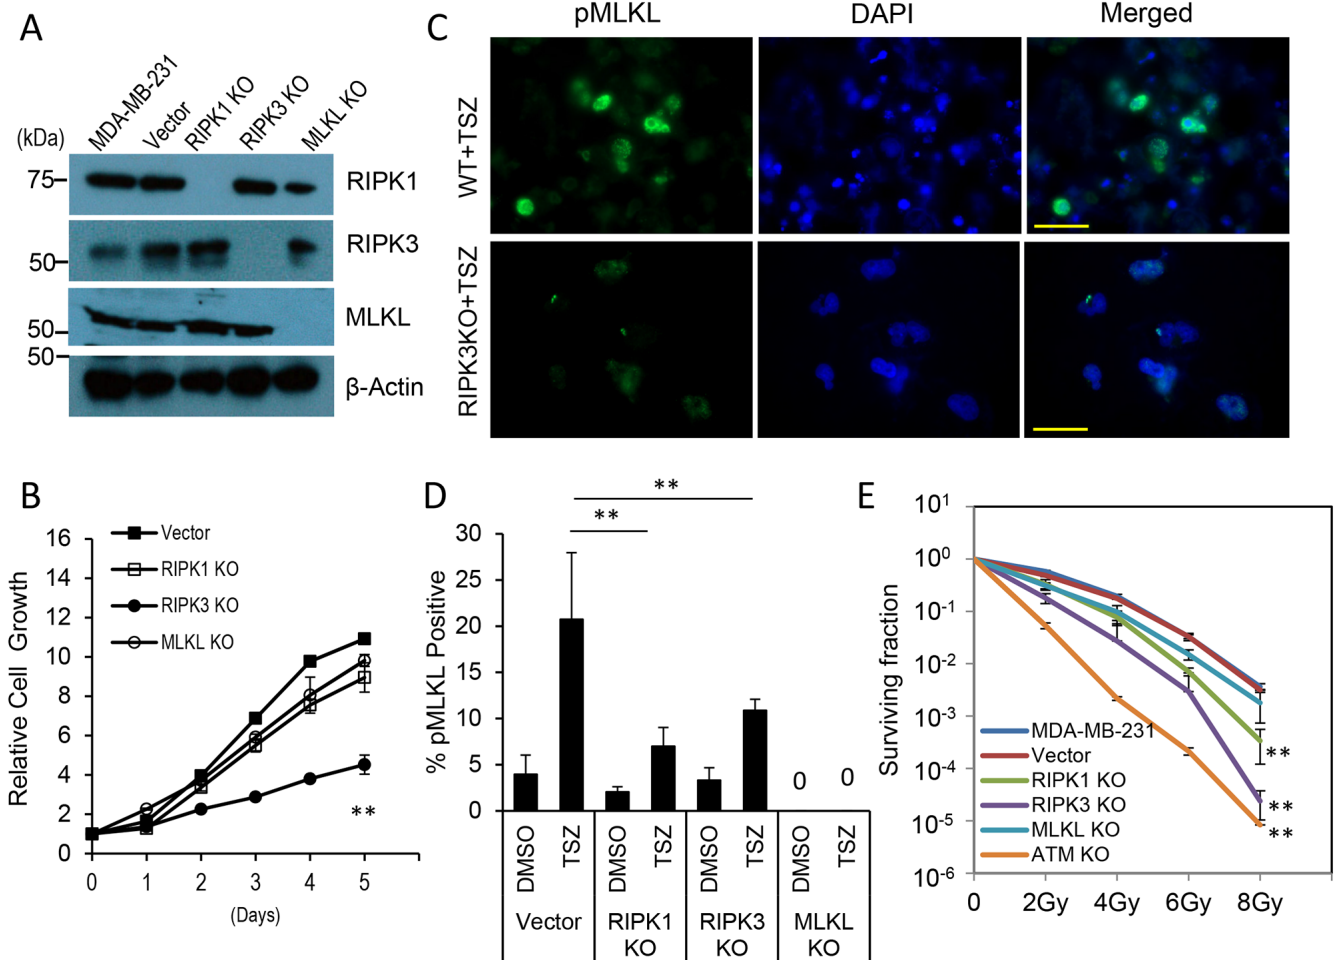 A
(kDa)
MDA-MB-231
Vector
RIPK1 KO
RIPK3 KO
MLKL KO
75
RIPK1
RIPK3
50
MLKL
50
50
β-Actin
C
pMLKL
DAPI
Merged
WT+TSZ
RIPK3KO+TSZ
B
Relative Cell Growth
16
14
12
10
8
6
4
2
0
Vector
RIPK1 KO
RIPK3 KO
MLKL KO
**
0 1 2 3 4 5
(Days)
D
% pMLKL Positive
30
25
20
15
10
5
0
**
**
0
0
DMSO
TSZ
DMSO
TSZ
DMSO
TSZ
DMSO
TSZ
Vector
RIPK1
KO
RIPK3
KO
MLKL
KO
E
Surviving fraction
10¹
10⁰
10⁻¹
10⁻²
10⁻³
10⁻⁴
10⁻⁵
10⁻⁶
MDA-MB-231
Vector
RIPK1 KO
RIPK3 KO
MLKL KO
ATM KO
**
**
**
0 2Gy 4Gy 6Gy 8Gy